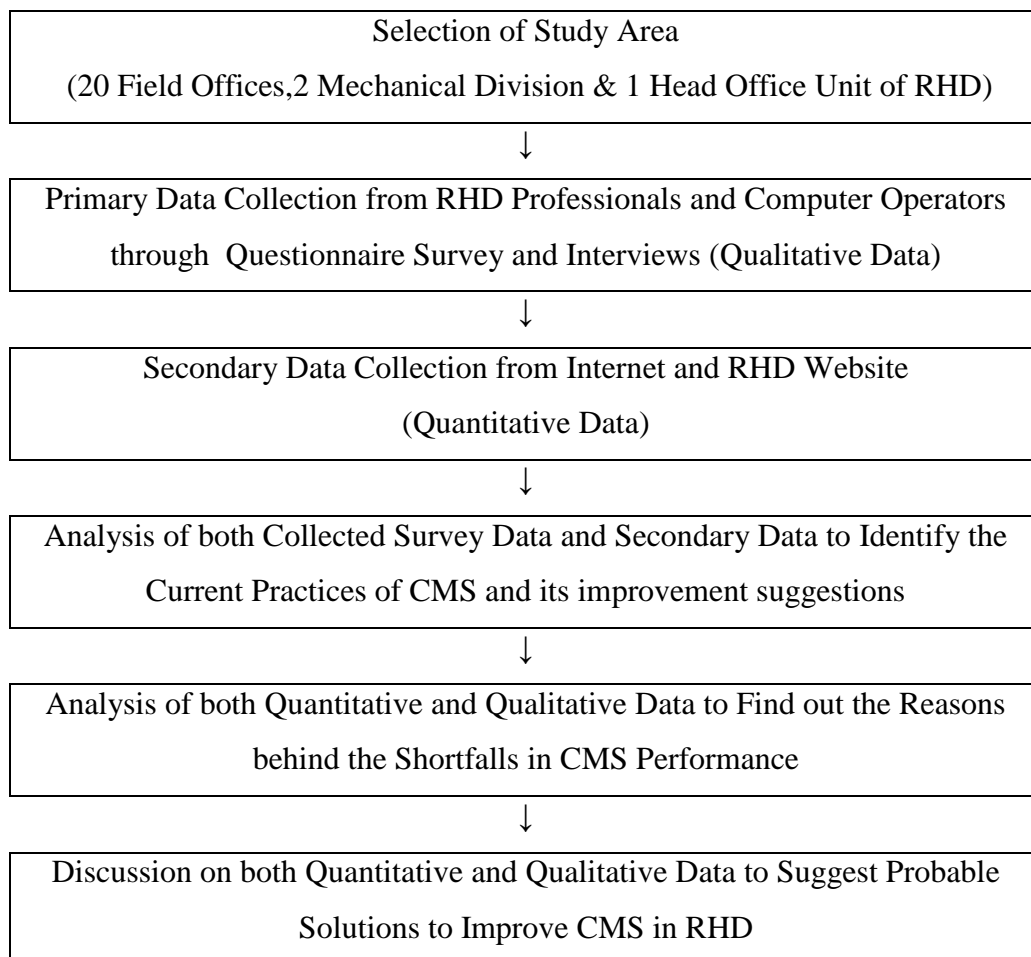 Selection of Study Area
(20 Field Offices,2 Mechanical Division & 1 Head Office Unit of RHD)
↓
Primary Data Collection from RHD Professionals and Computer Operators
through Questionnaire Survey and Interviews (Qualitative Data)
↓
Secondary Data Collection from Internet and RHD Website
(Quantitative Data)
↓
Analysis of both Collected Survey Data and Secondary Data to Identify the
Current Practices of CMS and its improvement suggestions
↓
Analysis of both Quantitative and Qualitative Data to Find out the Reasons
behind the Shortfalls in CMS Performance
↓
Discussion on both Quantitative and Qualitative Data to Suggest Probable
Solutions to Improve CMS in RHD